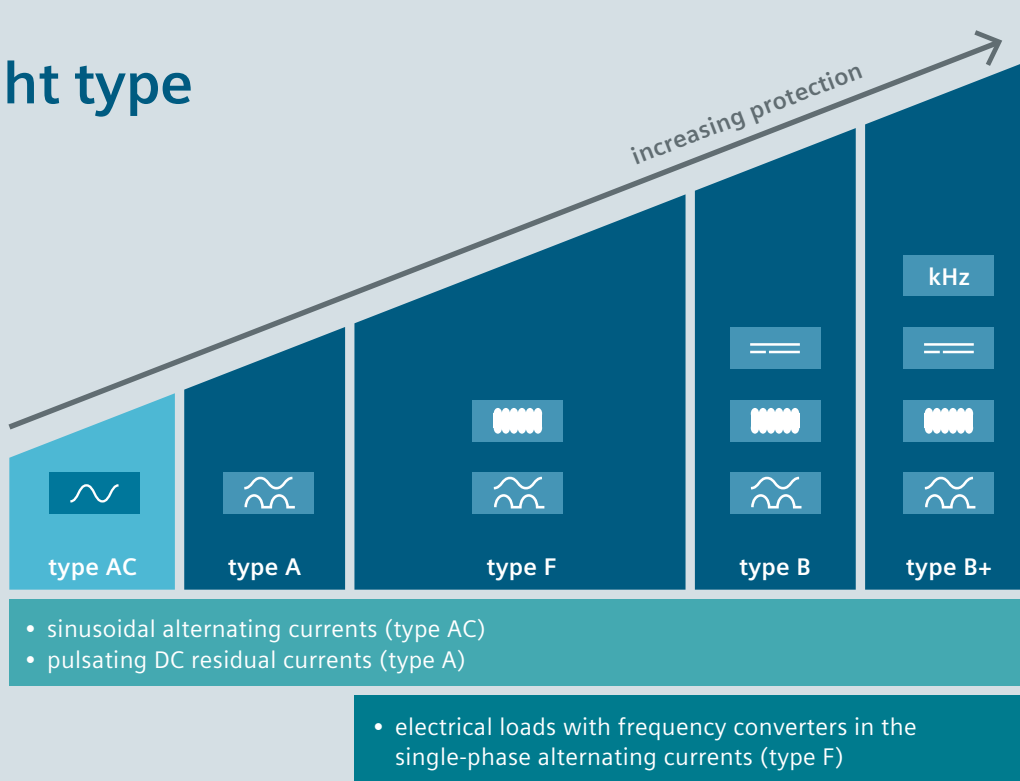 ht type
increasing protection
kHz
type AC
type A
type F
type B
type B+
• sinusoidal alternating currents (type AC)
• pulsating DC residual currents (type A)
• electrical loads with frequency converters in the
single-phase alternating currents (type F)